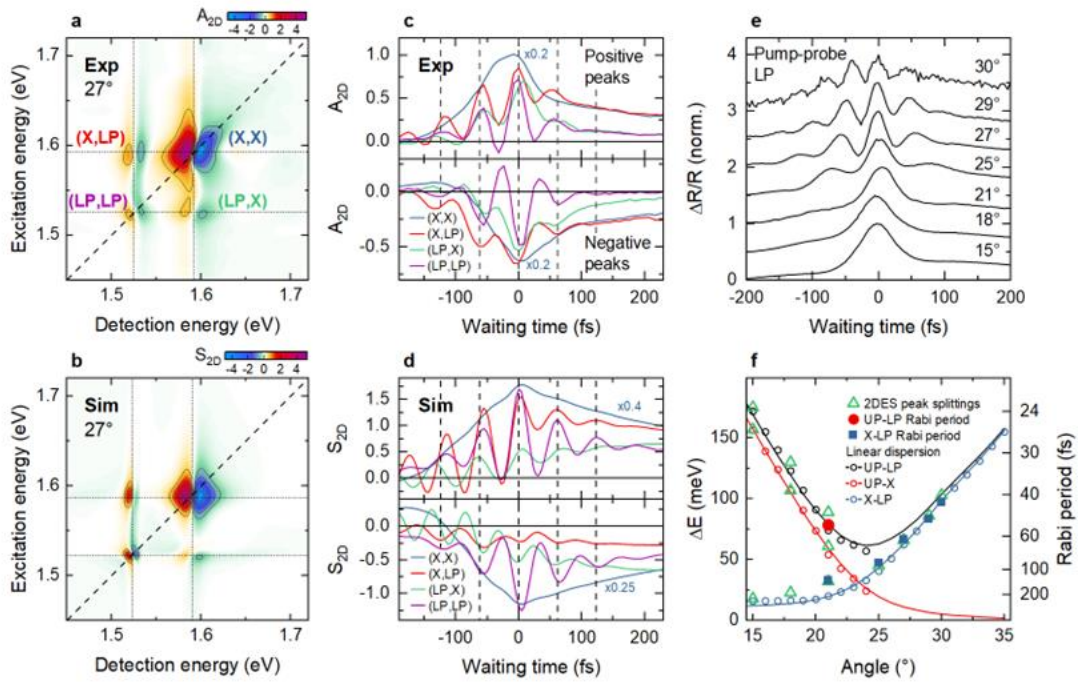 a
A2D
-4 -2 0 2 4
Exp
27°
(X,LP)
(X,X)
(LP,LP)
(LP,X)
Excitation energy (eV)
1.7
1.6
1.5
1.5 1.6 1.7
Detection energy (eV)
b
S2D
-4 -2 0 2 4
Sim
27°
Excitation energy (eV)
1.7
1.6
1.5
1.5 1.6 1.7
Detection energy (eV)
c
Exp
x0.2
Positive
peaks
A2D
1.0
0.5
0.0
A2D
0.0
-0.5
(X,X)
(X,LP)
(LP,X)
(LP,LP)
x0.2
Negative
peaks
-100 0 100 200
Waiting time (fs)
d
Sim
x0.4
S2D
1.5
1.0
0.5
0.0
S2D
0.0
-0.5
-1.0
(X,X)
(X,LP)
(LP,X)
(LP,LP)
x0.25
-100 0 100 200
Waiting time (fs)
e
Pump-probe
LP
30°
29°
27°
25°
21°
18°
15°
ΔR/R (norm.)
4
3
2
1
0
-200 -100 0 100 200
Waiting time (fs)
f
2DES peak splittings
UP-LP Rabi period
X-LP Rabi period
Linear dispersion
UP-LP
UP-X
X-LP
ΔE (meV)
150
100
50
0
Rabi period (fs)
24
30
40
60
100
200
15 20 25 30 35
Angle (°)